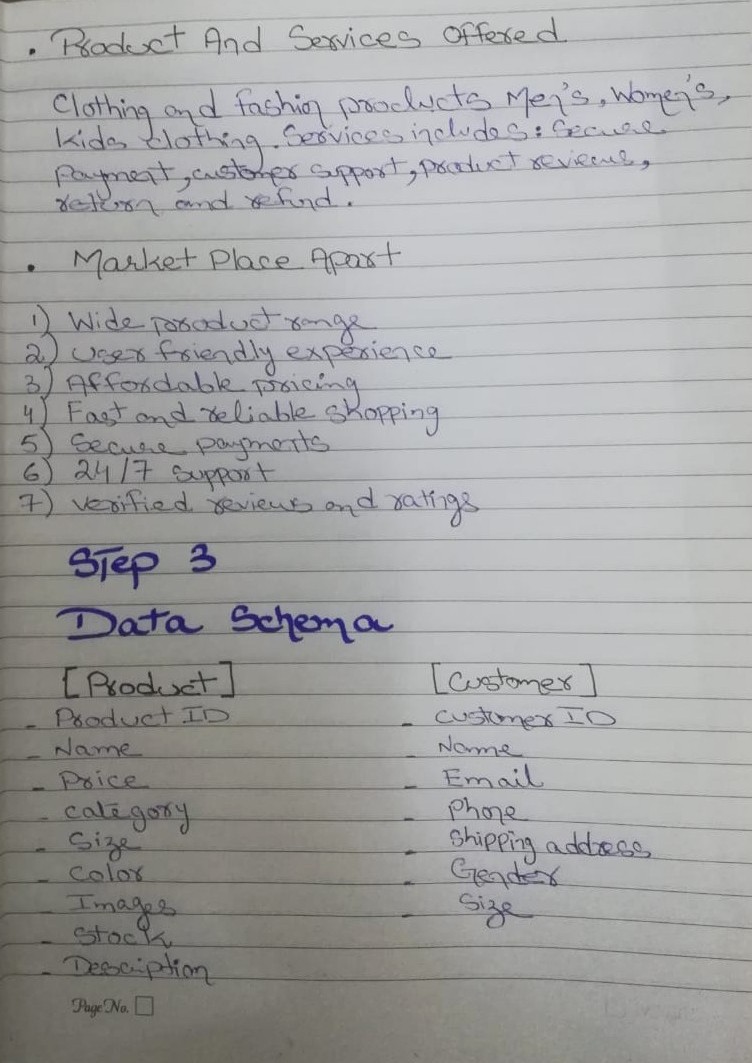 • Product And Services Offered
Clothing and fashion products Men's, Women's,
Kids clothing. Services includes: Secure
Payment, customer support, product reviews,
return and refund.
• Market Place Apart
1) Wide product range
2) User friendly experience
3) Affordable pricing
4) Fast and reliable shopping
5) Secure payments
6) 24/7 Support
7) verified reviews and ratings
Step 3
Data Schema
[Product] [Customer]
- Product ID - Customer ID
- Name - Name
- Price - Email
- Category - Phone
- Size - Shipping address
- Color - Gender
- Images - Size
- Stock
- Description
Page No.